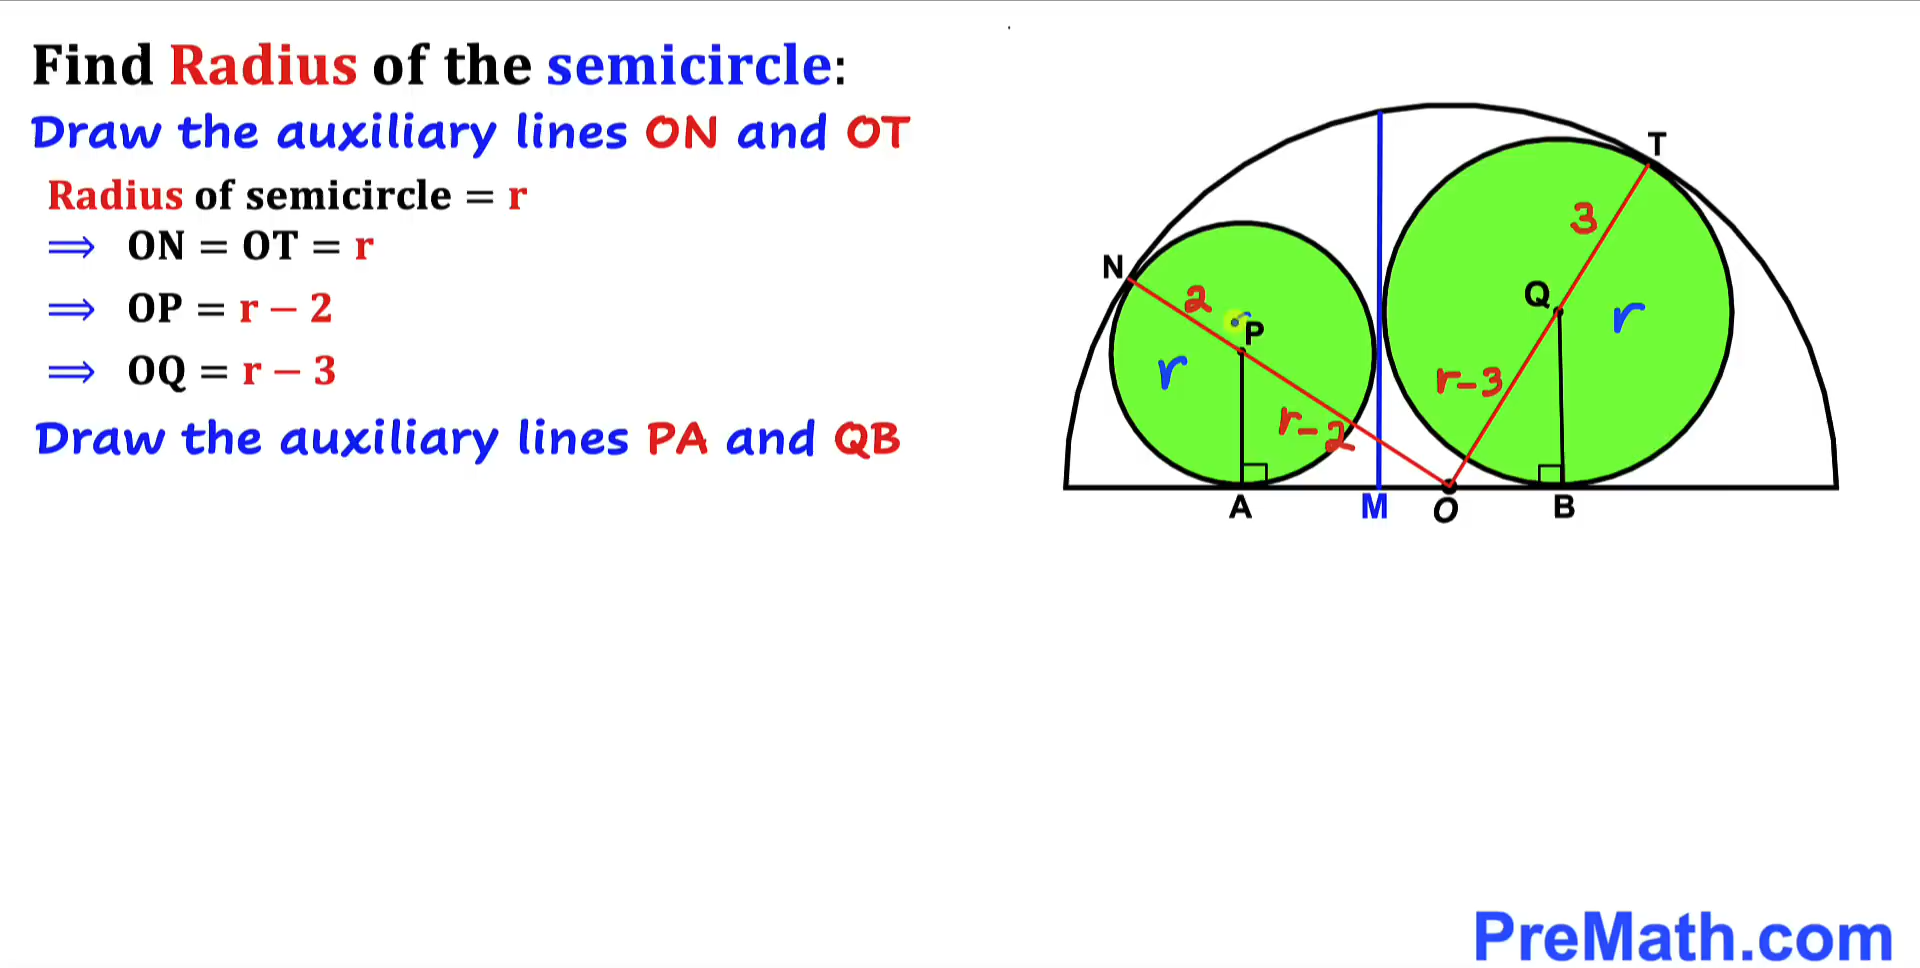 Find Radius of the semicircle:
Draw the auxiliary lines ON and OT
Radius of semicircle = r
⟹ ON = OT = r
⟹ OP = r − 2
⟹ OQ = r − 3
Draw the auxiliary lines PA and QB
T
3
N
2
Q
r
P
r
r-3
r-2
A
M
O
B
PreMath.com